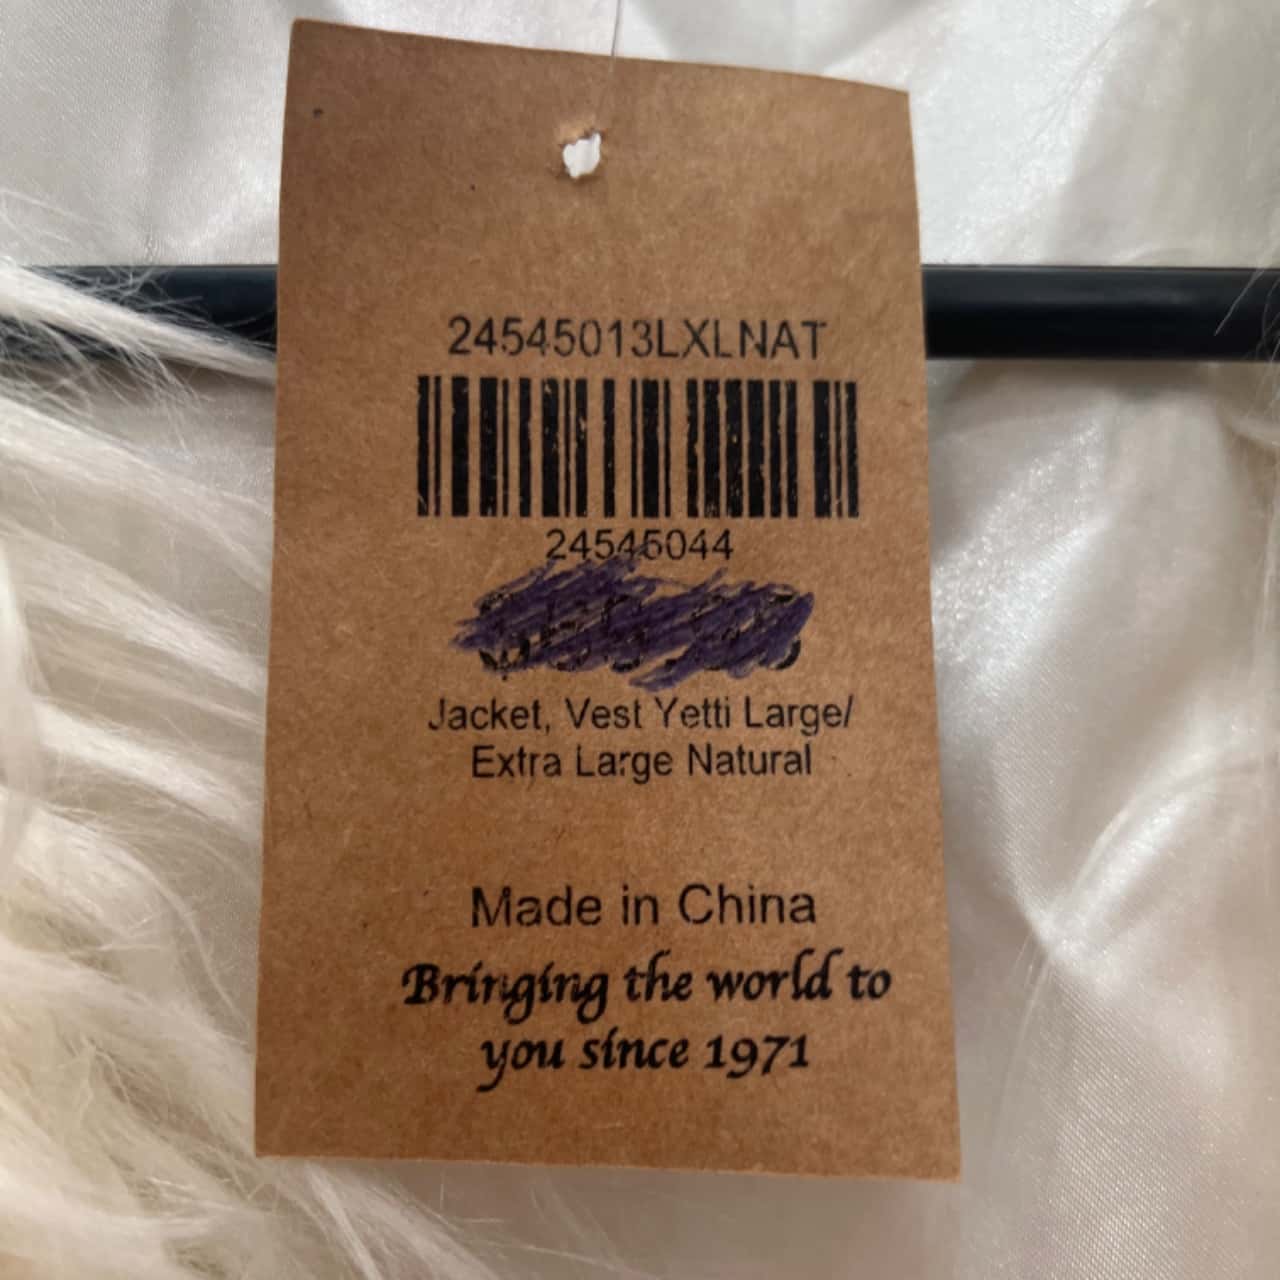 24545013LXLNAT
24545044
Jacket, Vest Yetti Large/
Extra Large Natural
Made in China
Bringing the world to
you since 1971